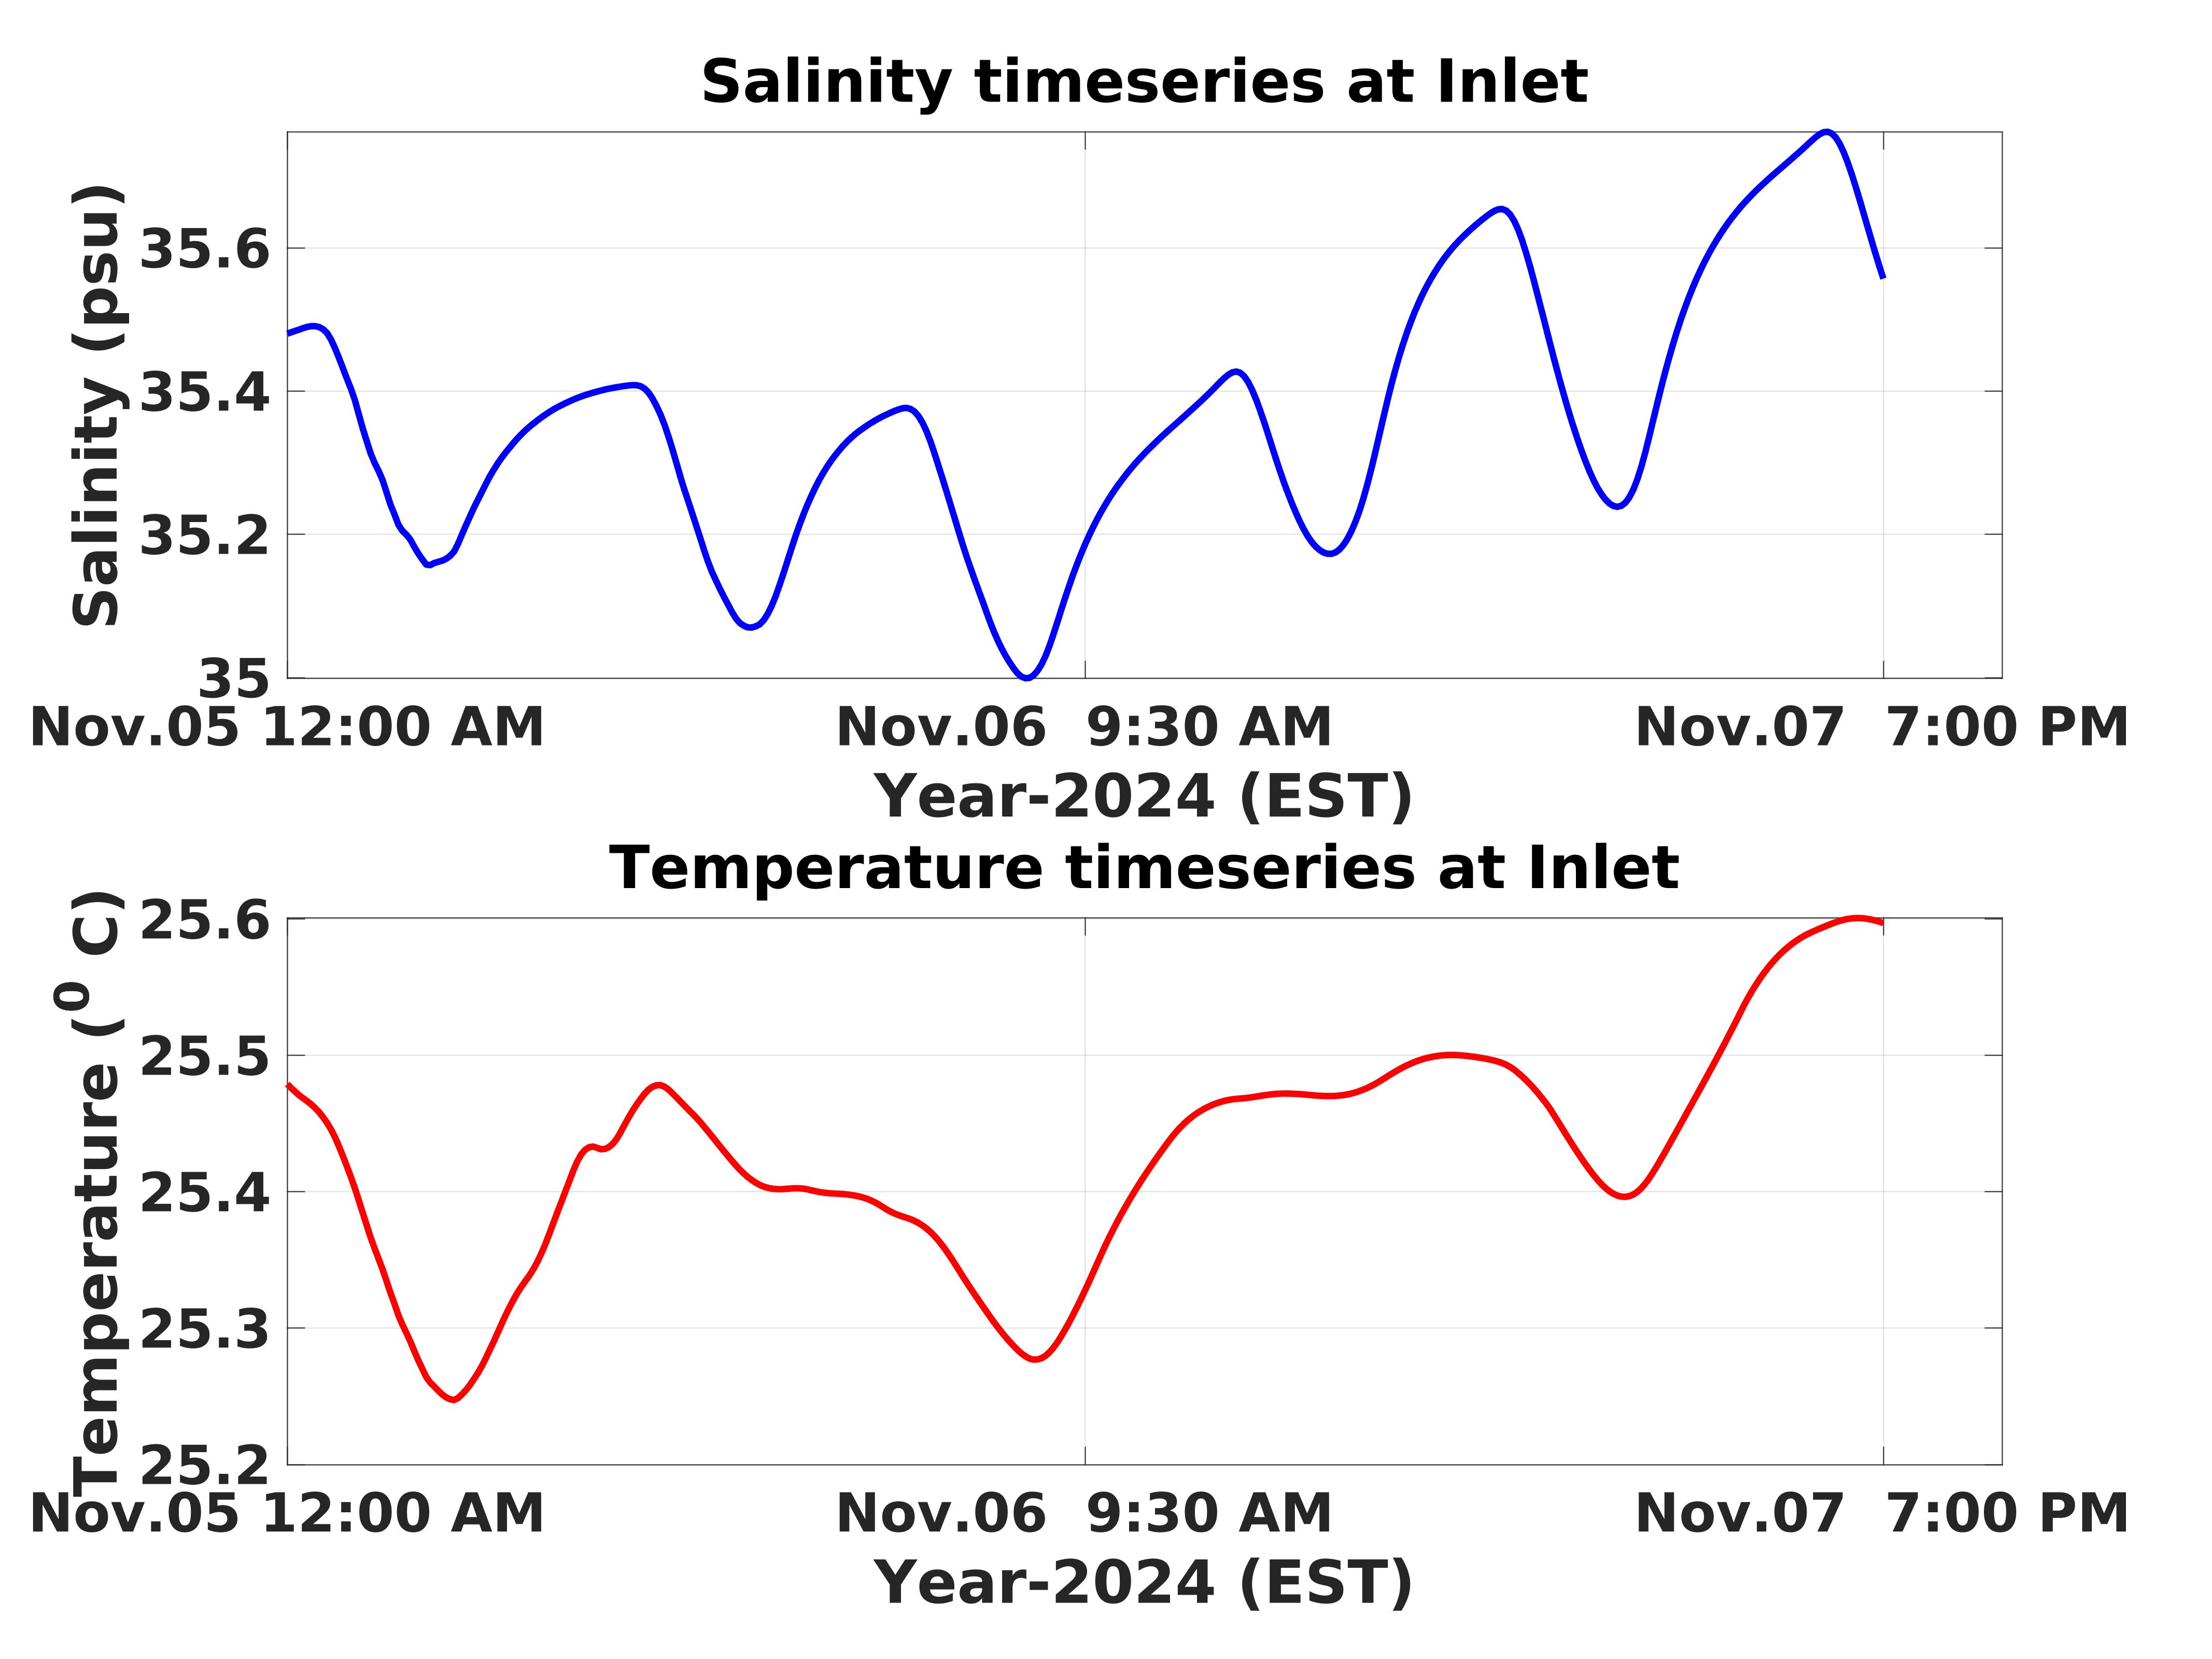 Salinity timeseries at Inlet
Salinity (psu)
35.6
35.4
35.2
35
Nov.05 12:00 AM
Nov.06  9:30 AM
Nov.07  7:00 PM
Year-2024 (EST)
Temperature timeseries at Inlet
Temperature (⁰ C)
25.6
25.5
25.4
25.3
25.2
Nov.05 12:00 AM
Nov.06  9:30 AM
Nov.07  7:00 PM
Year-2024 (EST)